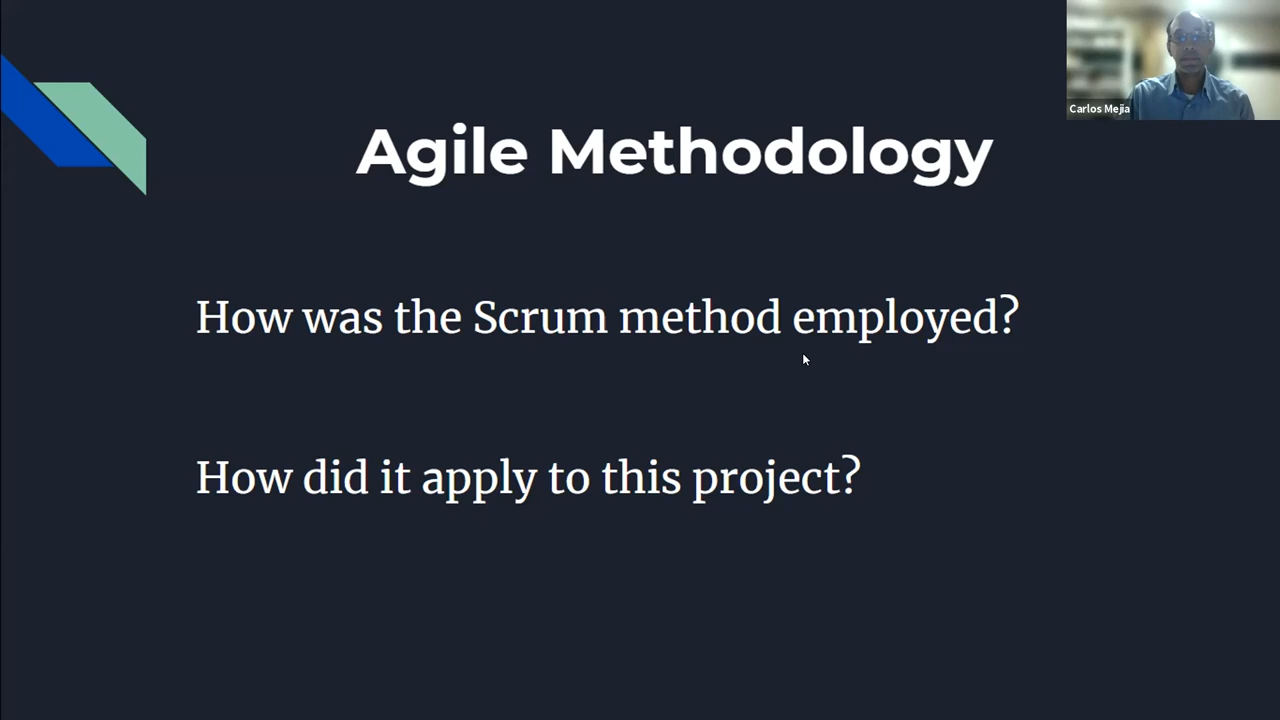 Carlos Mejia
Agile Methodology
How was the Scrum method employed?
How did it apply to this project?